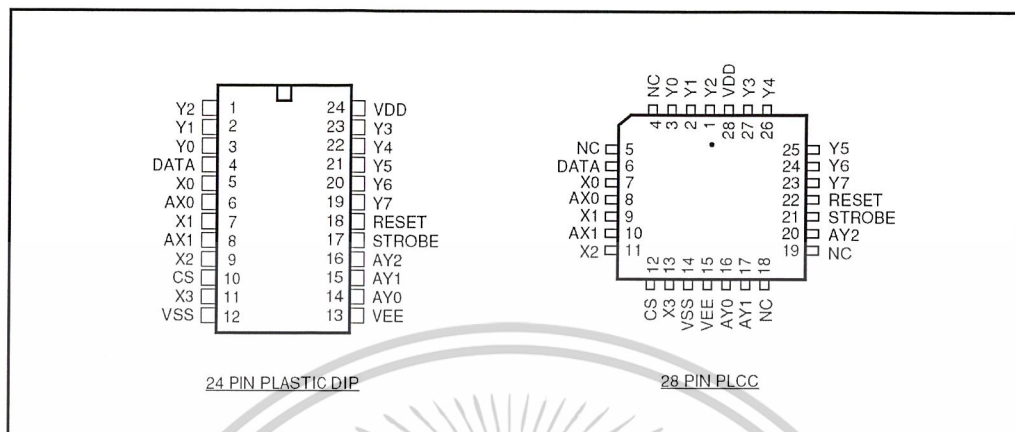 Y2 1 24 VDD
Y1 2 23 Y3
Y0 3 22 Y4
DATA 4 21 Y5
X0 5 20 Y6
AX0 6 19 Y7
X1 7 18 RESET
AX1 8 17 STROBE
X2 9 16 AY2
CS 10 15 AY1
X3 11 14 AY0
VSS 12 13 VEE
24 PIN PLASTIC DIP
NC Y0 Y1 Y2 VDD Y3 Y4
4 3 2 1 28 27 26
NC 5 25 Y5
DATA 6 24 Y6
X0 7 23 Y7
AX0 8 22 RESET
X1 9 21 STROBE
AX1 10 20 AY2
X2 11 19 NC
12 13 14 15 16 17 18
CS X3 VSS VEE AY0 AY1 NC
28 PIN PLCC